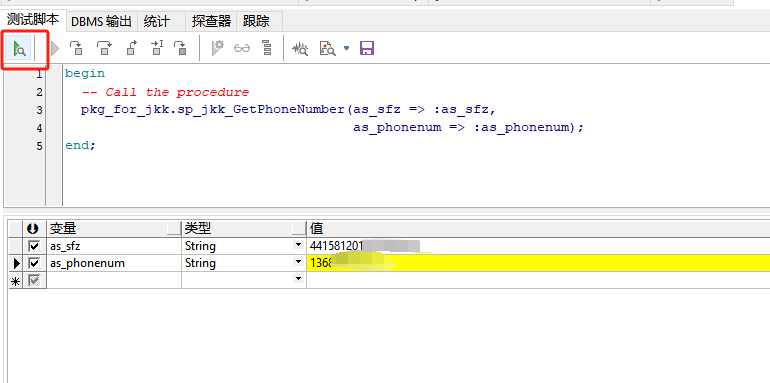 测试脚本 DBMS 输出 统计 探查器 跟踪
1 begin
2 -- Call the procedure
3 pkg_for_jkk.sp_jkk_GetPhoneNumber(as_sfz => :as_sfz,
4 as_phonenum => :as_phonenum);
5 end;
变量 类型 值
as_sfz String 441581201
as_phonenum String 1368